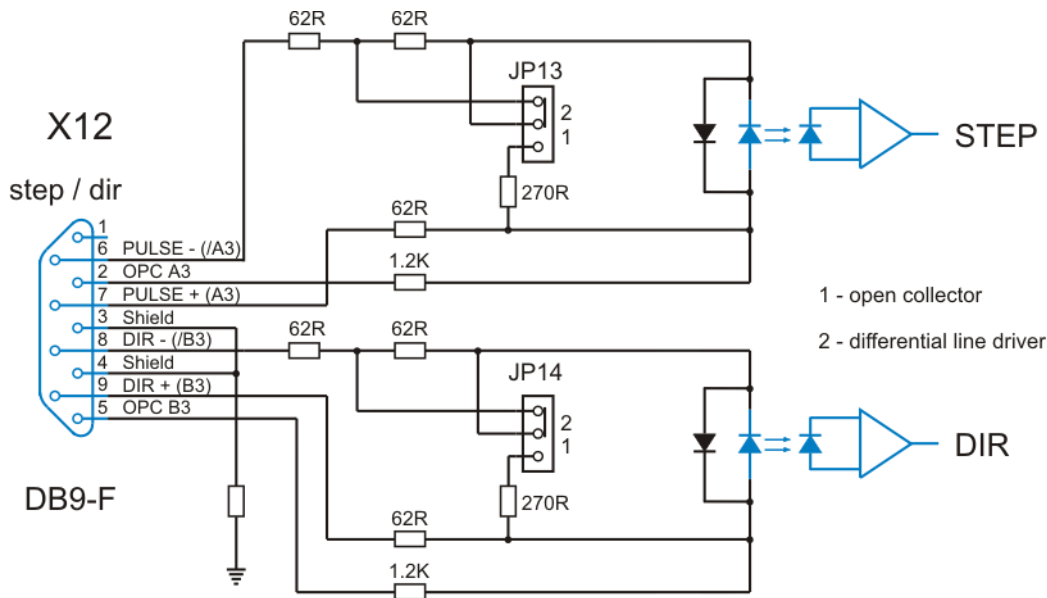 62R
62R
JP13
2
1
270R
X12
step / dir
62R
1.2K
STEP
1
6 PULSE - (/A3)
2 OPC A3
7 PULSE + (A3)
3 Shield
8 DIR - (/B3)
4 Shield
9 DIR + (B3)
5 OPC B3
1 - open collector
2 - differential line driver
62R
62R
JP14
2
1
270R
62R
1.2K
DIR
DB9-F